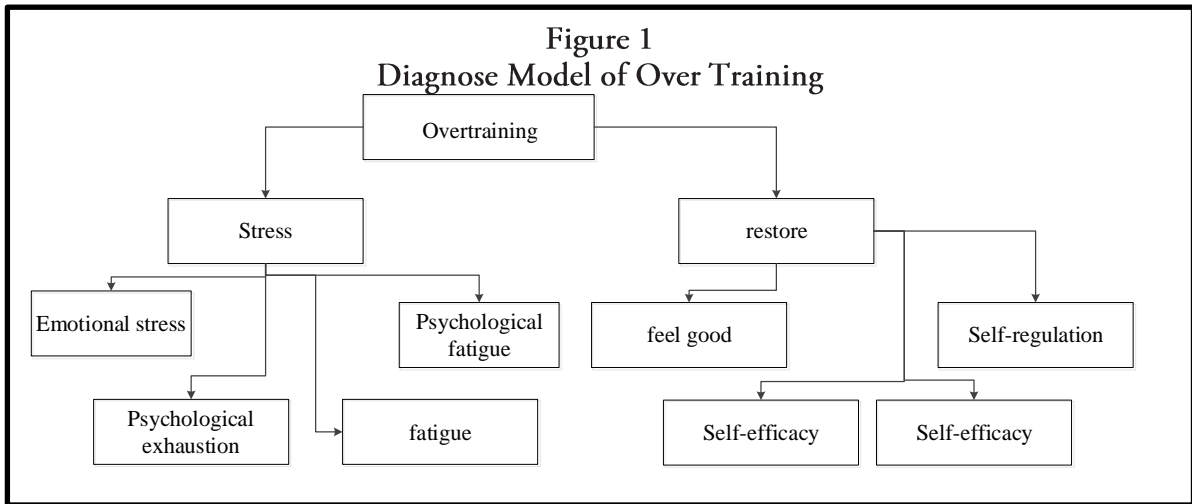 Figure 1
Diagnose Model of Over Training
Overtraining
Stress
restore
Emotional stress
Psychological
fatigue
feel good
Self-regulation
Psychological
exhaustion
fatigue
Self-efficacy
Self-efficacy